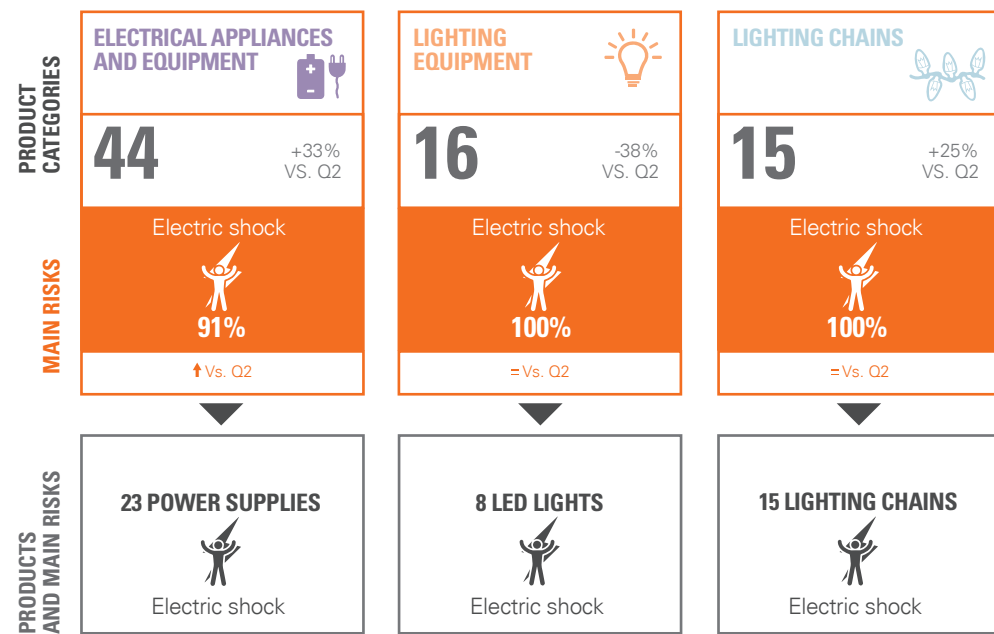 PRODUCT
CATEGORIES
ELECTRICAL APPLIANCES
AND EQUIPMENT
44
+33%
VS. Q2
LIGHTING
EQUIPMENT
16
-38%
VS. Q2
LIGHTING CHAINS
15
+25%
VS. Q2
MAIN RISKS
Electric shock
91%
Vs. Q2
Electric shock
100%
=Vs. Q2
Electric shock
100%
=Vs. Q2
PRODUCTS
AND MAIN RISKS
23 POWER SUPPLIES
Electric shock
8 LED LIGHTS
Electric shock
15 LIGHTING CHAINS
Electric shock